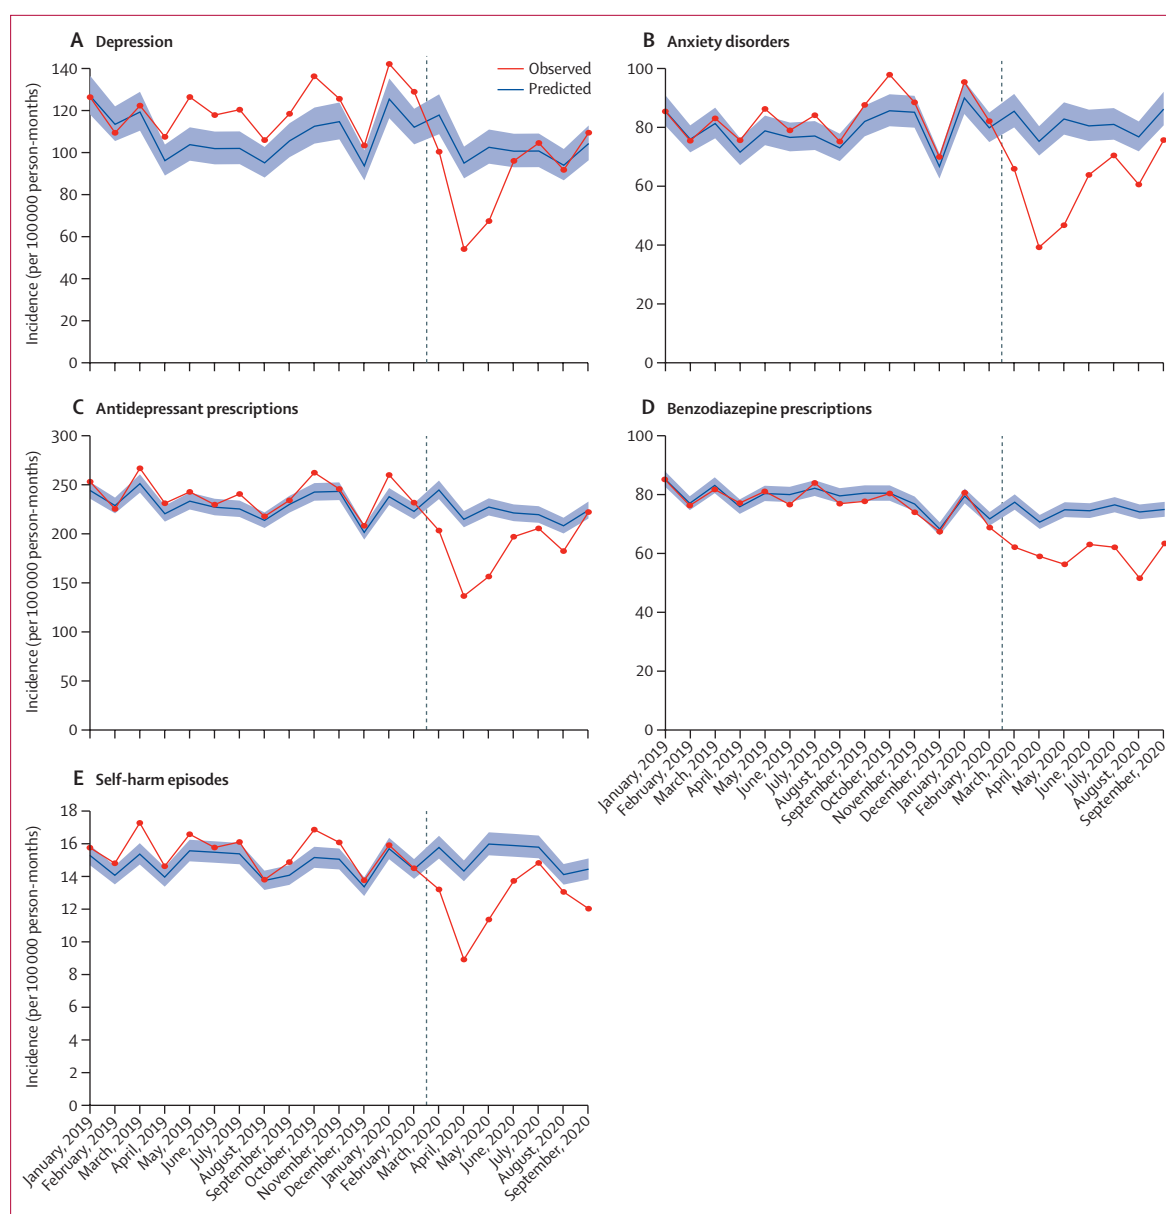 A Depression
Observed
Predicted
Incidence (per 100 000 person-months)
140
120
100
80
60
40
20
0
B Anxiety disorders
100
80
60
40
20
0
C Antidepressant prescriptions
Incidence (per 100 000 person-months)
300
250
200
150
100
50
0
D Benzodiazepine prescriptions
100
80
60
40
20
0
January, 2019
February, 2019
March, 2019
April, 2019
May, 2019
June, 2019
July, 2019
August, 2019
September, 2019
October, 2019
November, 2019
December, 2019
January, 2020
February, 2020
March, 2020
April, 2020
May, 2020
June, 2020
July, 2020
August, 2020
September, 2020
E Self-harm episodes
Incidence (per 100 000 person-months)
18
16
14
12
10
8
6
4
2
0
January, 2019
February, 2019
March, 2019
April, 2019
May, 2019
June, 2019
July, 2019
August, 2019
September, 2019
October, 2019
November, 2019
December, 2019
January, 2020
February, 2020
March, 2020
April, 2020
May, 2020
June, 2020
July, 2020
August, 2020
September, 2020